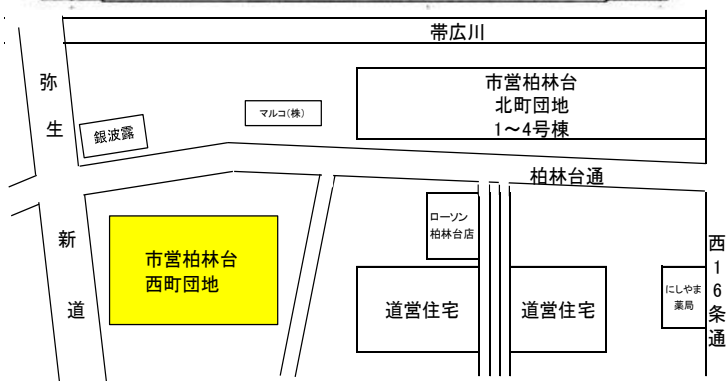 帯広川
弥生
市営柏林台
北町団地
1～4号棟
マルコ(株)
銀波露
柏林台通
ローソン
柏林台店
新道
市営柏林台
西町団地
道営住宅
道営住宅
にしやま
薬局
西16条通